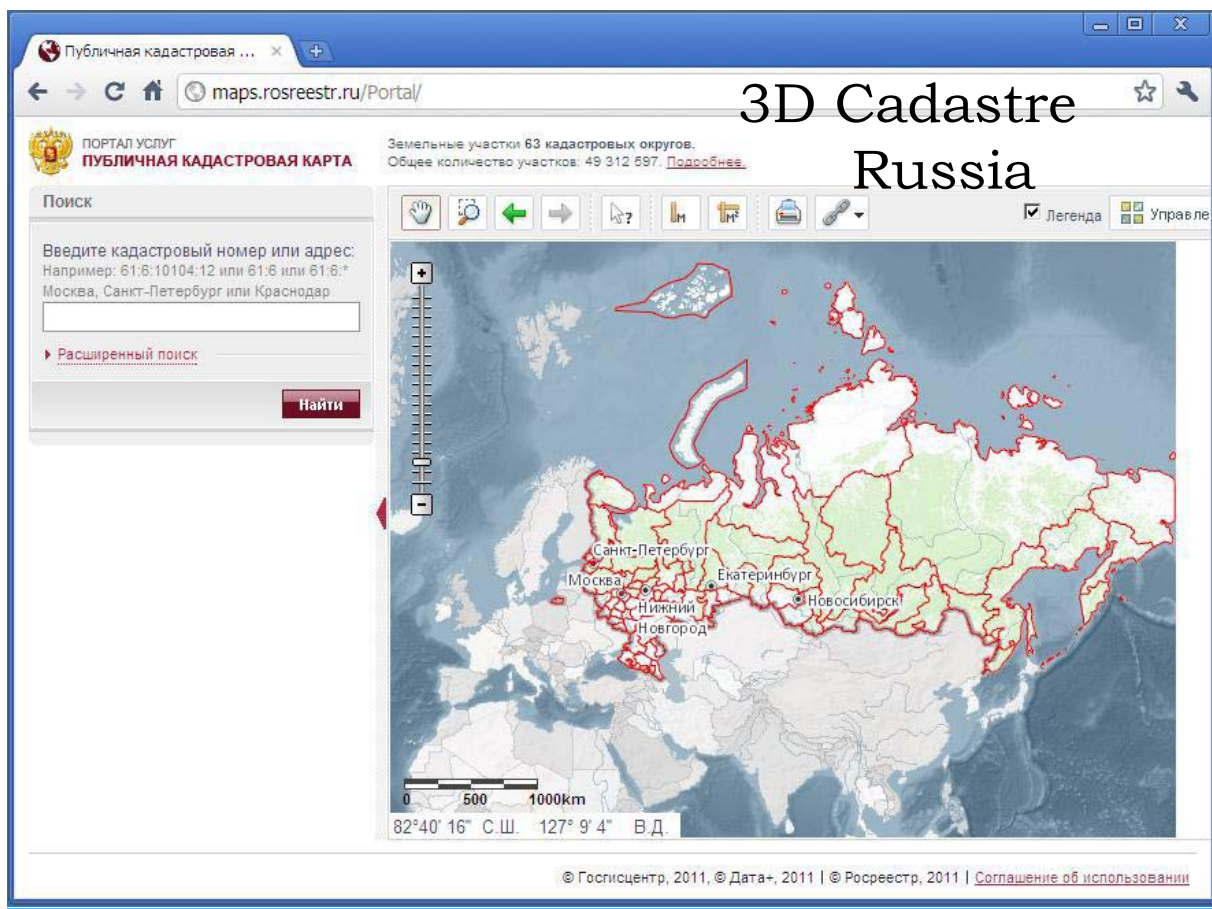 Публичная кадастровая ...
maps.rosreestr.ru/Portal/
3D Cadastre
Russia
ПОРТАЛ УСЛУГ
ПУБЛИЧНАЯ КАДАСТРОВАЯ КАРТА
Земельные участки 63 кадастровых округов.
Общее количество участков: 49 312 597. Подробнее.
Поиск
Легенда
Управле
Введите кадастровый номер или адрес:
Например: 61:6:10104:12 или 61:6 или 61:6:*
Москва, Санкт-Петербург или Краснодар
Расширенный поиск
Найти
Санкт-Петербург
Москва
Екатеринбург
Нижний
Новгород
Новосибирск
0 500 1000km
82°40' 16" С.Ш. 127° 9' 4" В.Д.
© Госгисцентр, 2011, © Дата+, 2011 | © Росреестр, 2011 | Соглашение об использовании